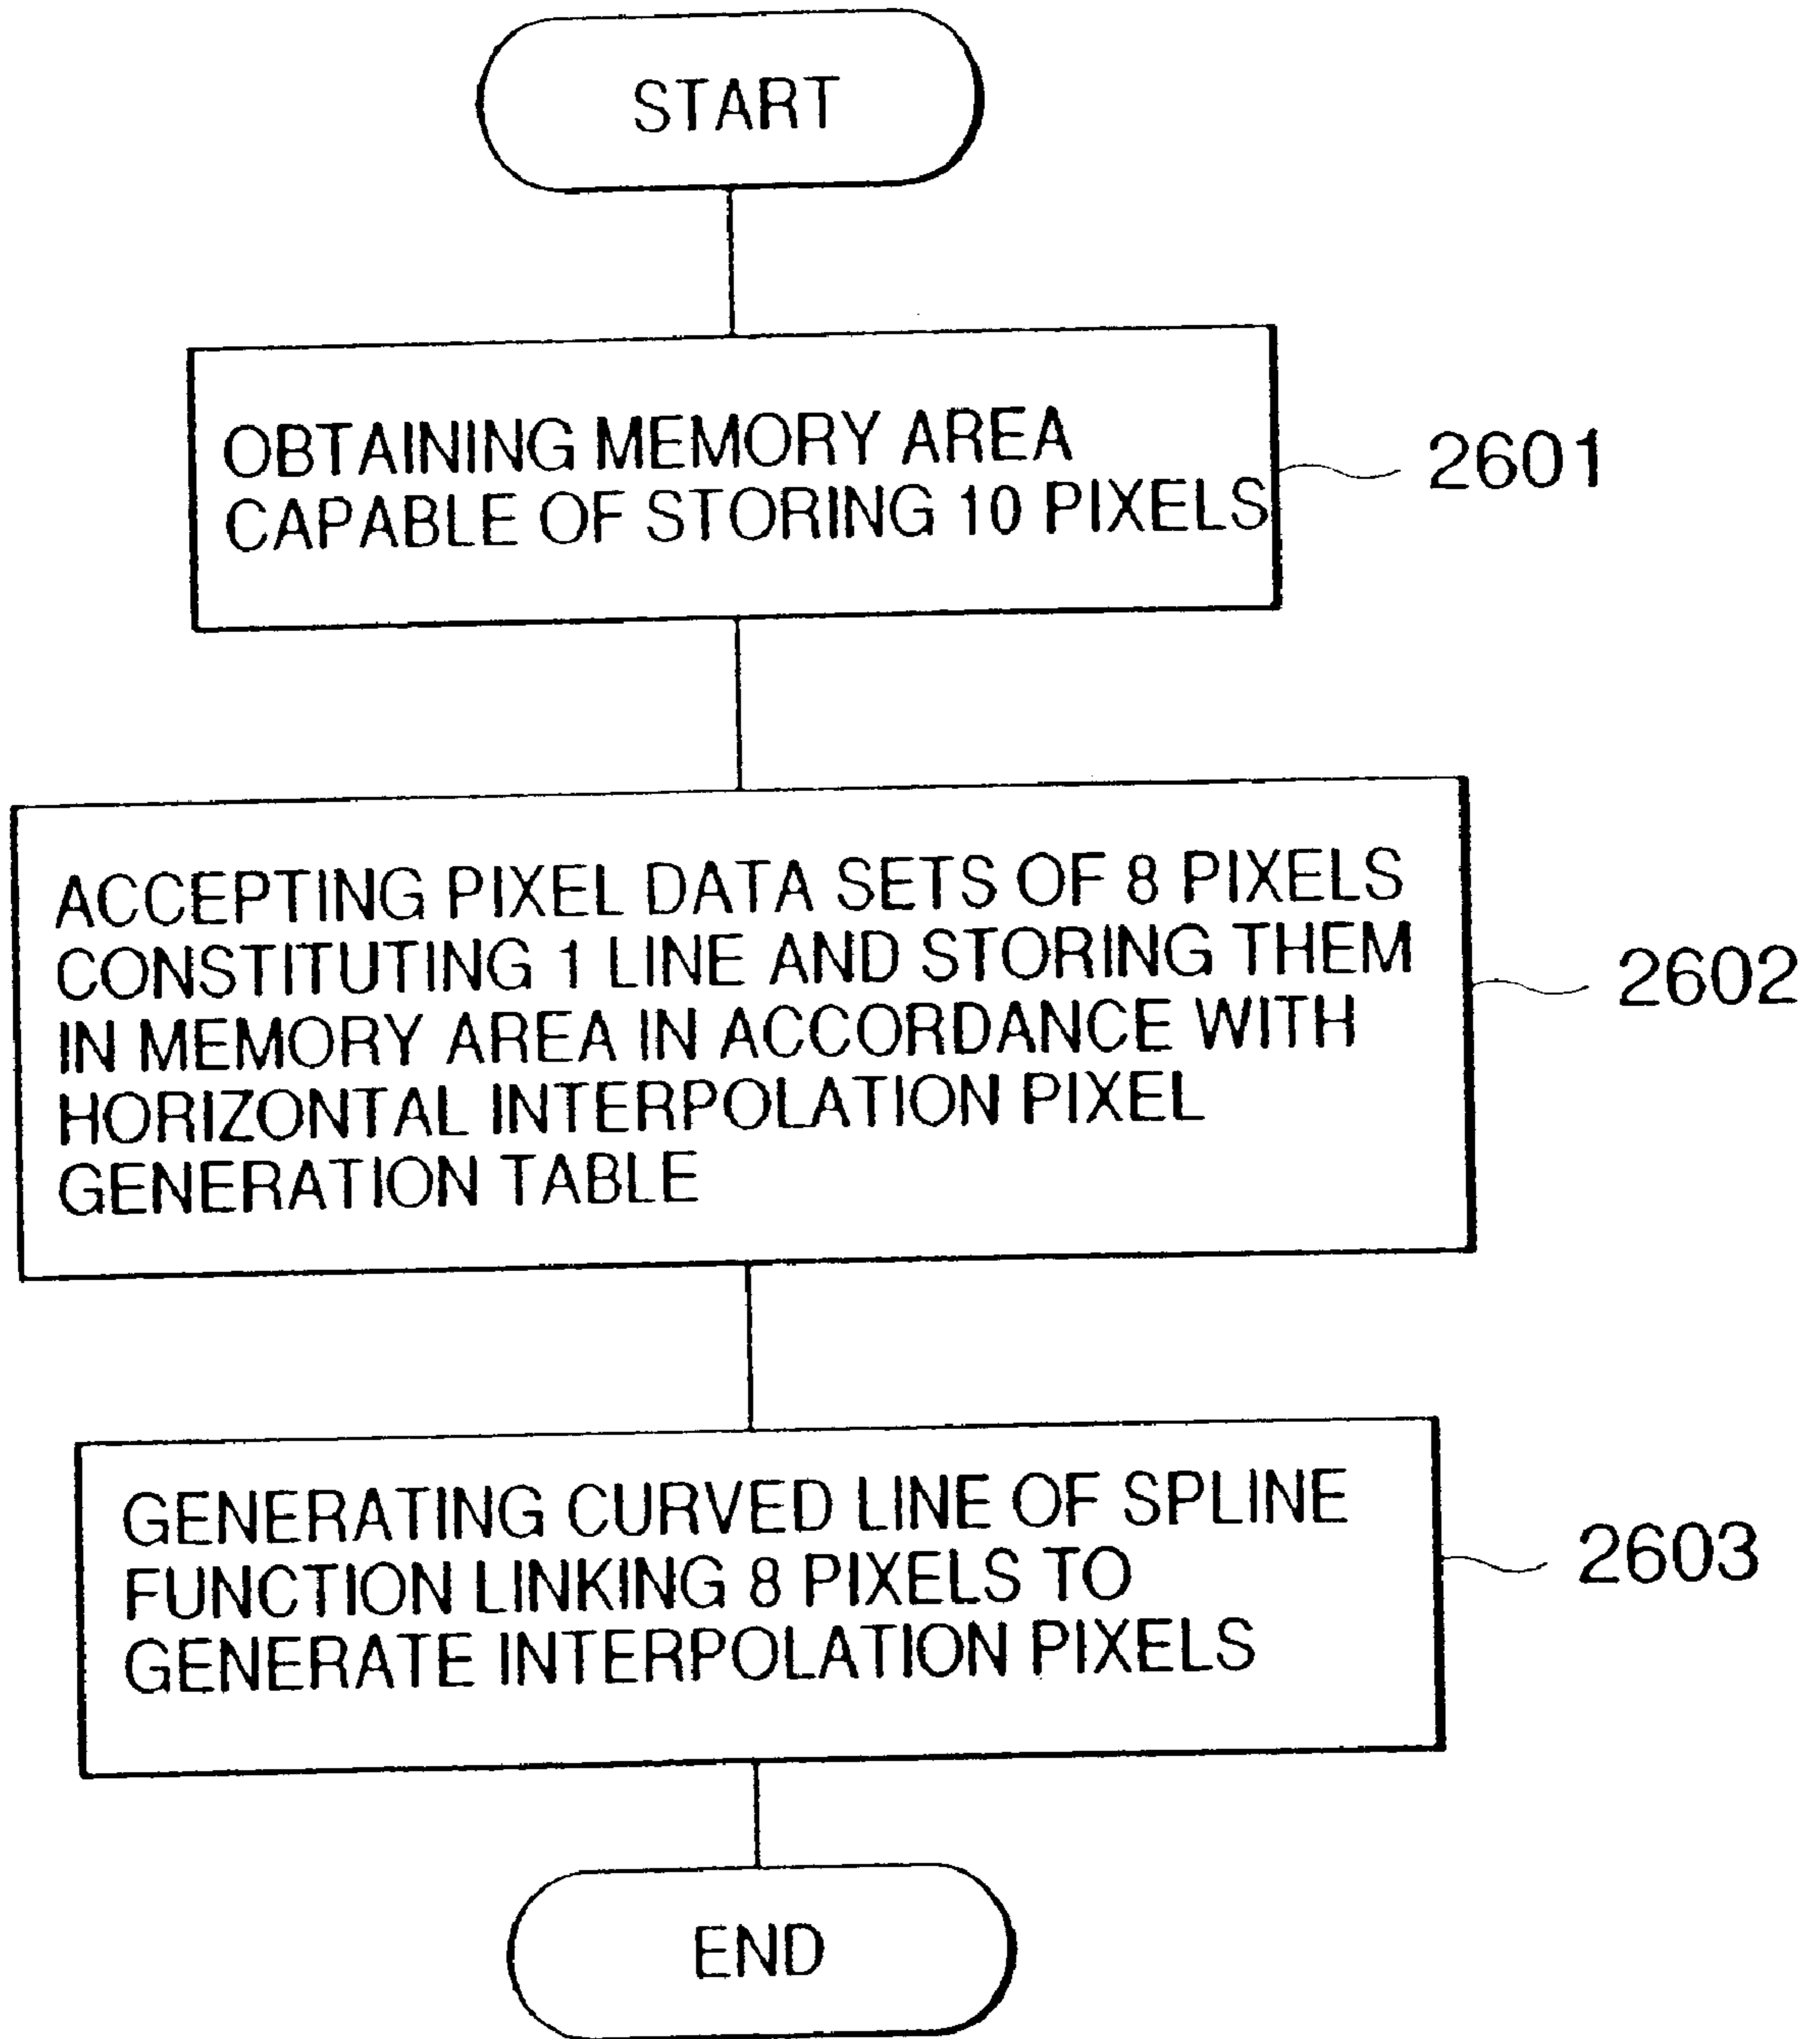 START
OBTAINING MEMORY AREA
CAPABLE OF STORING 10 PIXELS
2601
ACCEPTING PIXEL DATA SETS OF 8 PIXELS
CONSTITUTING 1 LINE AND STORING THEM
IN MEMORY AREA IN ACCORDANCE WITH
HORIZONTAL INTERPOLATION PIXEL
GENERATION TABLE
2602
GENERATING CURVED LINE OF SPLINE
FUNCTION LINKING 8 PIXELS TO
GENERATE INTERPOLATION PIXELS
2603
END